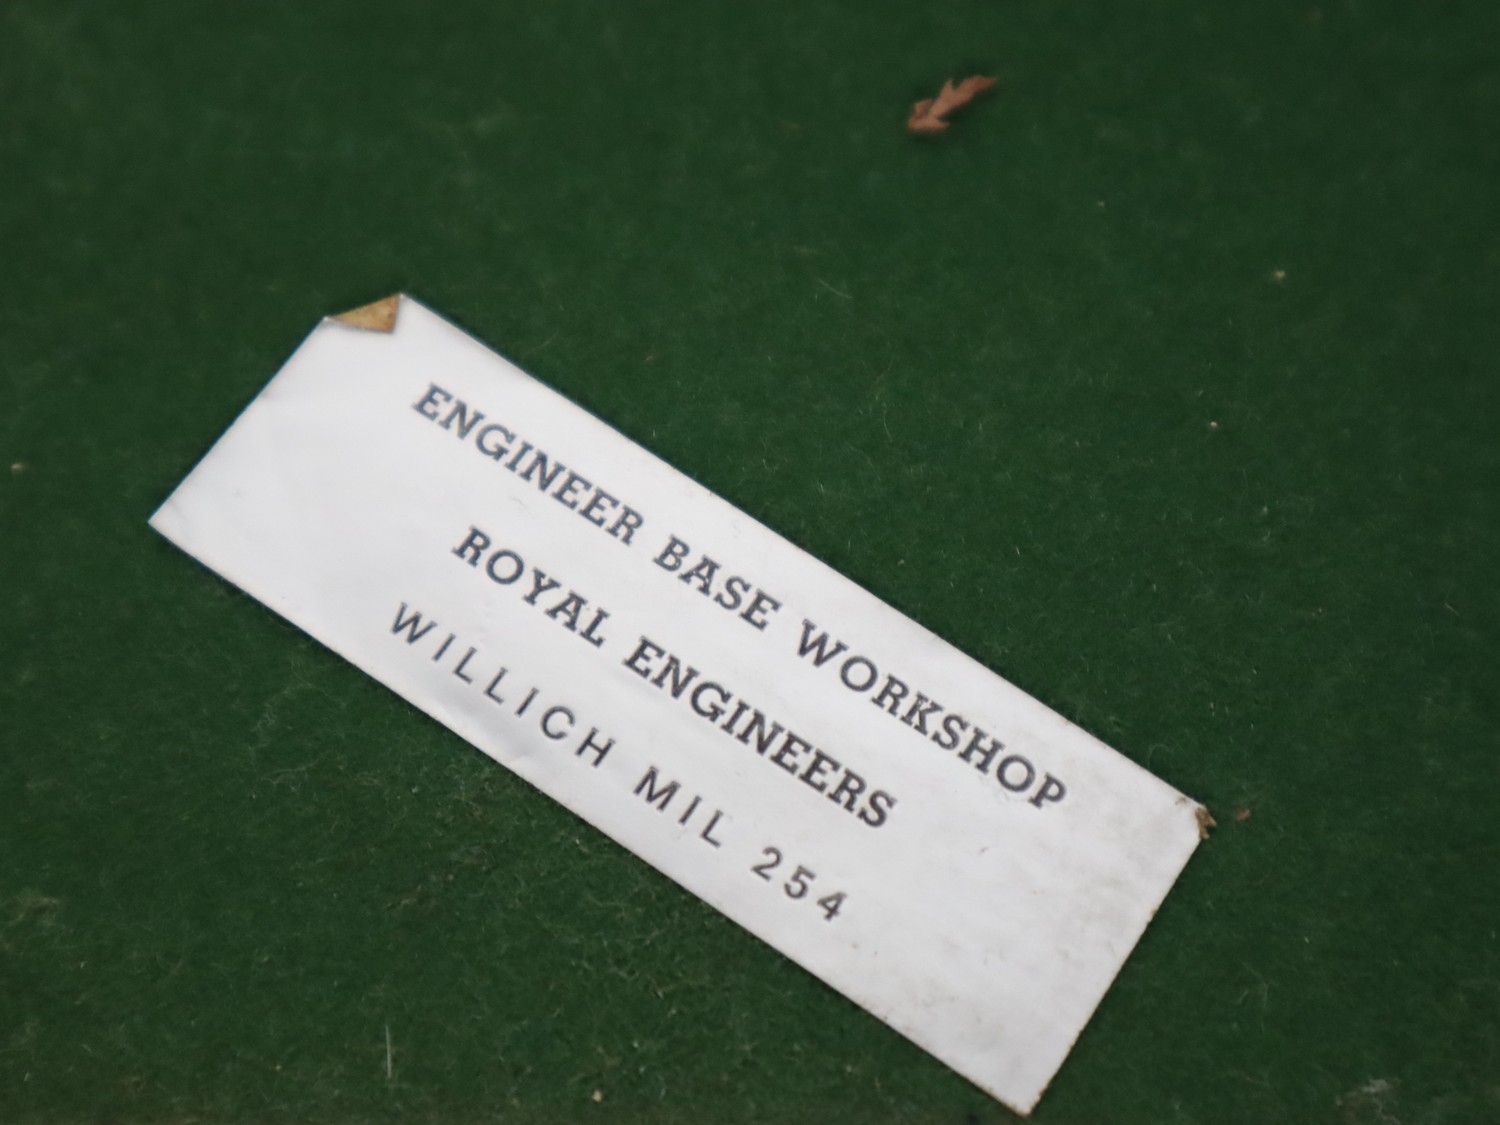 ENGINEER BASE WORKSHOP
ROYAL ENGINEERS
WILLICH MIL 254